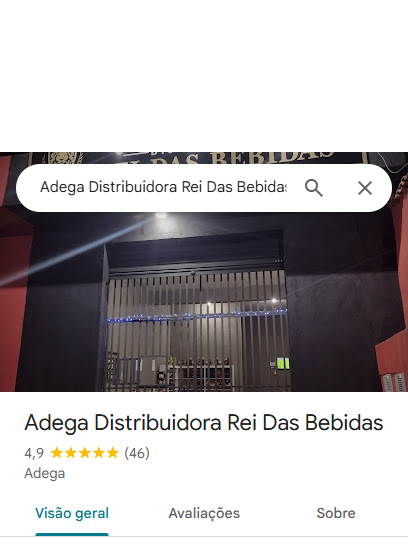 DAS BEBIDAS
Adega Distribuidora Rei Das Bebidas
Adega Distribuidora Rei Das Bebidas
4,9 ★★★★★ (46)
Adega
Visão geral Avaliações Sobre